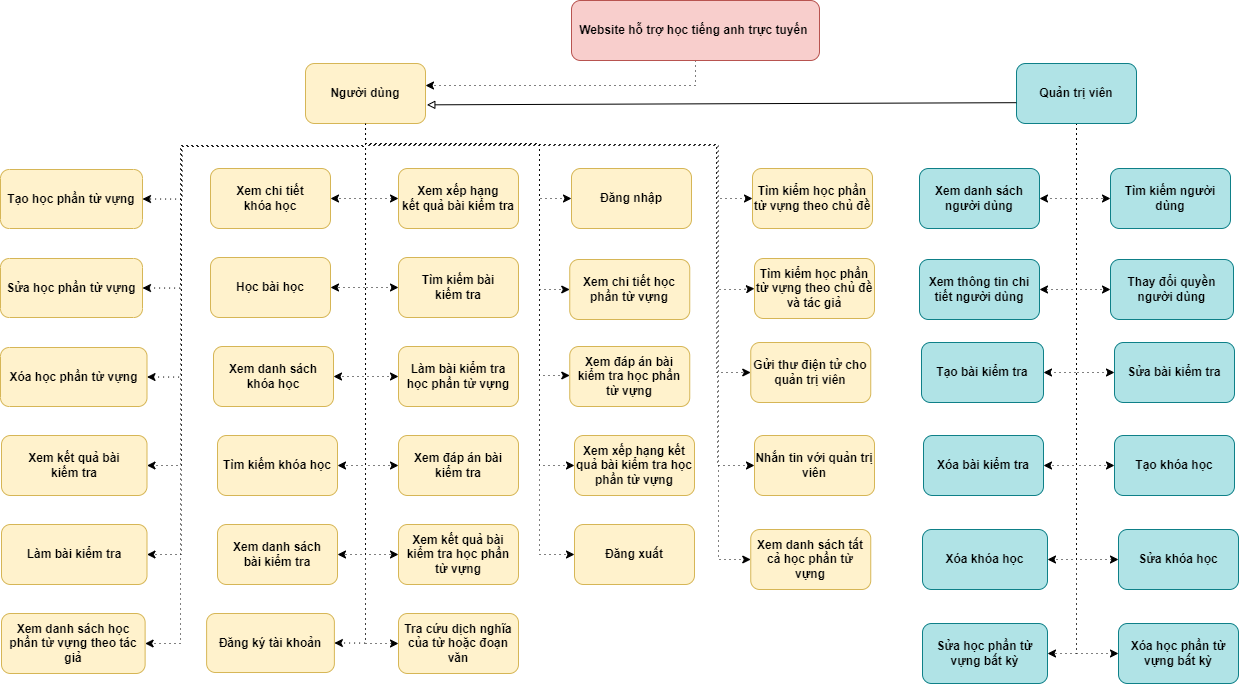 Website hỗ trợ học tiếng anh trực tuyến
Người dùng
Quản trị viên
Tạo học phần từ vựng
Xem chi tiết
khóa học
Xem xếp hạng
kết quả bài kiểm tra
Đăng nhập
Tìm kiếm học phần
từ vựng theo chủ đề
Xem danh sách
người dùng
Tìm kiếm người
dùng
Sửa học phần từ vựng
Học bài học
Tìm kiếm bài
kiểm tra
Xem chi tiết học
phần từ vựng
Tìm kiếm học phần
từ vựng theo chủ đề
và tác giả
Xem thông tin chi
tiết người dùng
Thay đổi quyền
người dùng
Xóa học phần từ vựng
Xem danh sách
khóa học
Làm bài kiểm tra
học phần từ vựng
Xem đáp án bài
kiểm tra học phần
từ vựng
Gửi thư điện tử cho
quản trị viên
Tạo bài kiểm tra
Sửa bài kiểm tra
Xem kết quả bài
kiểm tra
Tìm kiếm khóa học
Xem đáp án bài
kiểm tra
Xem xếp hạng kết
quả bài kiểm tra học
phần từ vựng
Nhắn tin với quản trị
viên
Xóa bài kiểm tra
Tạo khóa học
Làm bài kiểm tra
Xem danh sách
bài kiểm tra
Xem kết quả bài
kiểm tra học phần
từ vựng
Đăng xuất
Xem danh sách tất
cả học phần từ
vựng
Xóa khóa học
Sửa khóa học
Xem danh sách học
phần từ vựng theo tác
giả
Đăng ký tài khoản
Tra cứu dịch nghĩa
của từ hoặc đoạn
văn
Sửa học phần từ
vựng bất kỳ
Xóa học phần từ
vựng bất kỳ